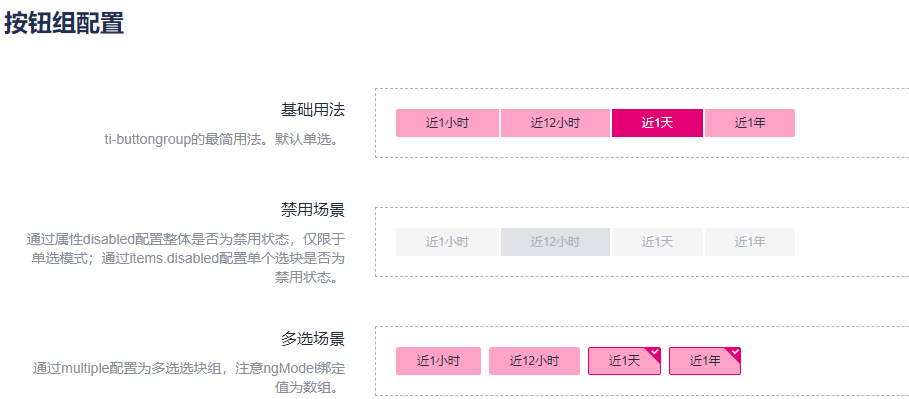 按钮组配置
基础用法
ti-buttongroup的最简用法。默认单选。
近1小时 近12小时 近1天 近1年
禁用场景
通过属性disabled配置整体是否为禁用状态，仅限于
单选模式；通过items.disabled配置单个选块是否为
禁用状态。
近1小时 近12小时 近1天 近1年
多选场景
通过multiple配置为多选选块组，注意ngModel绑定
值为数组。
近1小时 近12小时 近1天 近1年